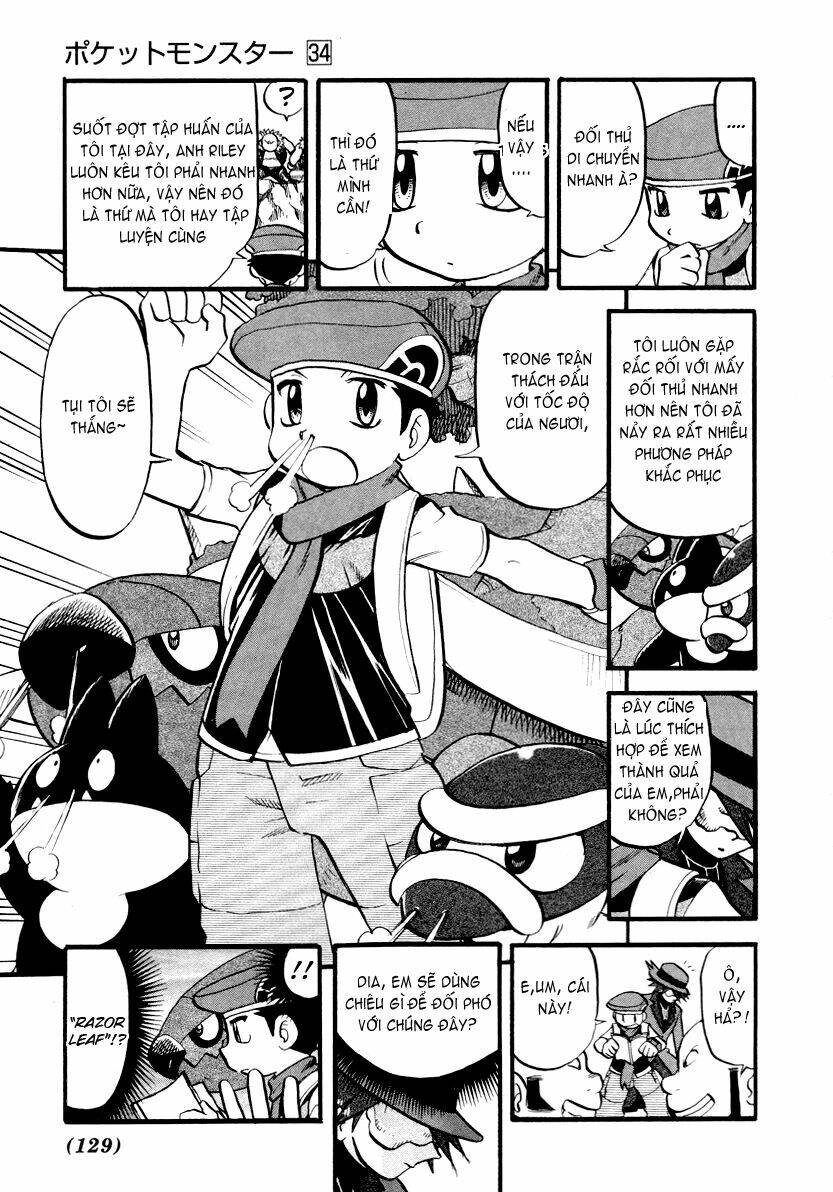 ポケットモンスター 34
....
ĐỐI THỦ
DI CHUYỂN
NHANH À?
NẾU
VẬY
....
THÌ ĐÓ
LÀ THỨ
MÌNH
CẦN!
?
SUỐT ĐỢT TẬP HUẤN CỦA
TÔI TẠI ĐÂY, ANH RILEY
LUÔN KÊU TÔI PHẢI NHANH
HƠN NỮA, VẬY NÊN ĐÓ
LÀ THỨ MÀ TÔI HAY TẬP
LUYỆN CÙNG
TÔI LUÔN GẶP
RẮC RỐI VỚI MẤY
ĐỐI THỦ NHANH
HƠN NÊN TÔI ĐÃ
NẢY RA RẤT NHIỀU
PHƯƠNG PHÁP
KHẮC PHỤC
TRONG TRẬN
THÁCH ĐẤU
VỚI TỐC ĐỘ
CỦA NGƯƠI,
TỤI TÔI SẼ
THẮNG~
ĐÂY CŨNG
LÀ LÚC THÍCH
HỢP ĐỂ XEM
THÀNH QUẢ
CỦA EM,PHẢI
KHÔNG?
Ô,
VẬY
HẢ?!
E,UM, CÁI
NÀY!
DIA, EM SẼ DÙNG
CHIÊU GÌ ĐỂ ĐỐI PHÓ
VỚI CHÚNG ĐÂY?
!!
"RAZOR
LEAF"!?
(129)